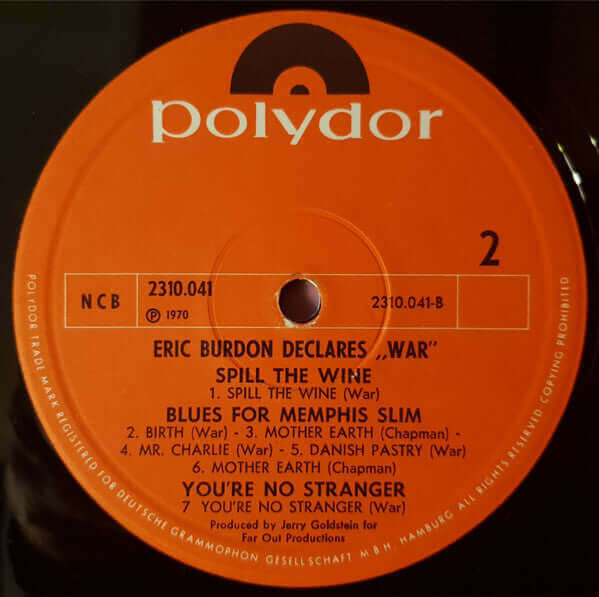 polydor
2
NCB
2310.041
℗ 1970
2310.041-B
ERIC BURDON DECLARES „WAR"
SPILL THE WINE
1. SPILL THE WINE (War)
BLUES FOR MEMPHIS SLIM
2. BIRTH (War) - 3. MOTHER EARTH (Chapman) -
4. MR. CHARLIE (War) - 5. DANISH PASTRY (War)
6. MOTHER EARTH (Chapman)
YOU'RE NO STRANGER
7 YOU'RE NO STRANGER (War)
Produced by Jerry Goldstein for
Far Out Productions
POLYDOR TRADE MARK REGISTERED FOR DEUTSCHE GRAMMOPHON GESELLSCHAFT M.B.H. HAMBURG ALL RIGHTS RESERVED COPYING PROHIBITED